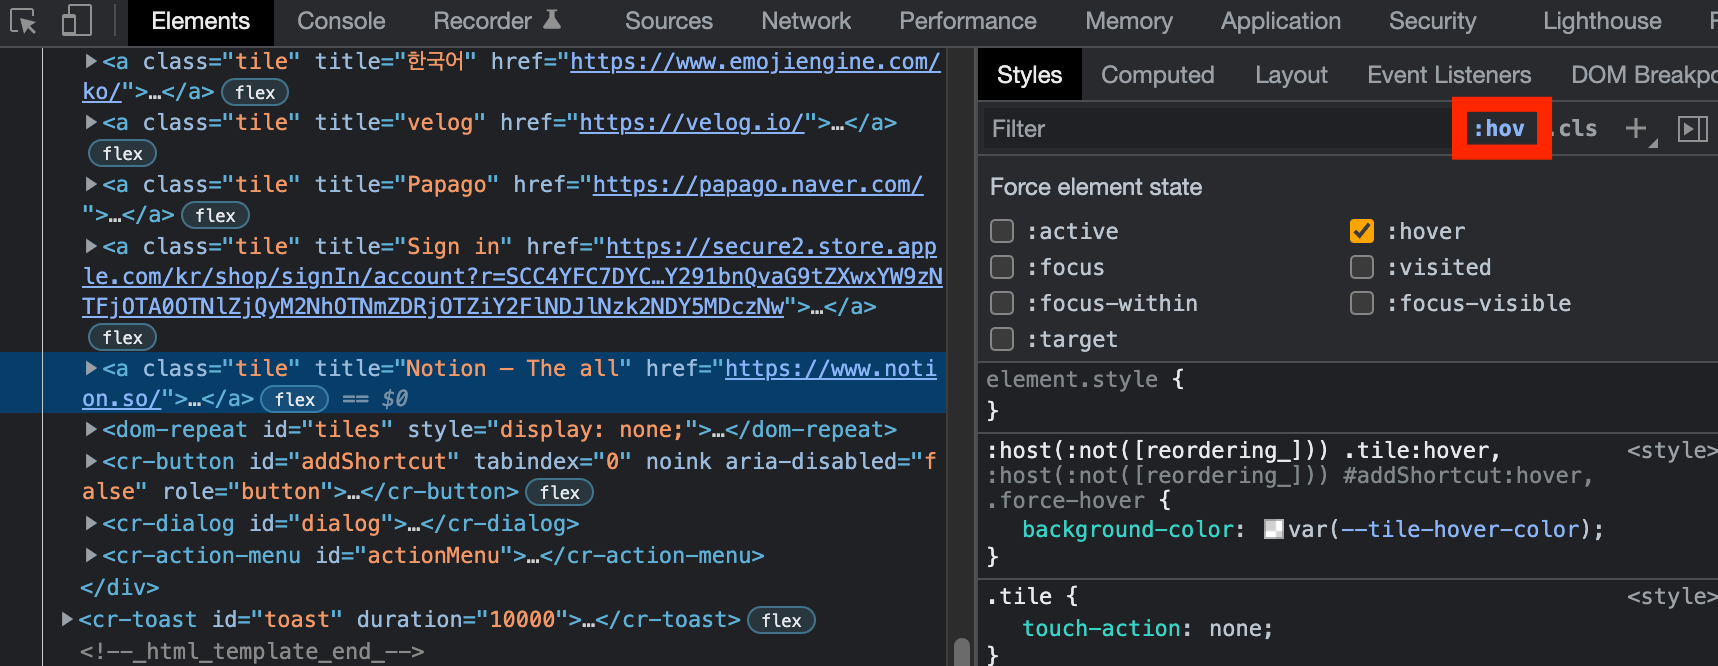 Elements Console Recorder Sources Network Performance Memory Application Security Lighthouse
<a class="tile" title="한국어" href="https://www.emojiengine.com/
ko/">…</a> flex
<a class="tile" title="velog" href="https://velog.io/">…</a>
flex
<a class="tile" title="Papago" href="https://papago.naver.com/
">…</a> flex
<a class="tile" title="Sign in" href="https://secure2.store.app
le.com/kr/shop/signIn/account?r=SCC4YFC7DYC…Y291bnQvaG9tZXwxYW9zN
TFjOTA0OTNlZjQyM2NhOTNmZDRjOTZiY2FlNDJlNzk2NDY5MDczNw">…</a>
flex
<a class="tile" title="Notion – The all" href="https://www.noti
on.so/">…</a> flex == $0
<dom-repeat id="tiles" style="display: none;">…</dom-repeat>
<cr-button id="addShortcut" tabindex="0" noink aria-disabled="f
alse" role="button">…</cr-button> flex
<cr-dialog id="dialog">…</cr-dialog>
<cr-action-menu id="actionMenu">…</cr-action-menu>
</div>
<cr-toast id="toast" duration="10000">…</cr-toast> flex
<!--_html_template_end_-->
Styles Computed Layout Event Listeners DOM Breakpo
Filter :hov .cls
Force element state
:active :hover
:focus :visited
:focus-within :focus-visible
:target
element.style {
}
:host(:not([reordering_])) .tile:hover, <style>
:host(:not([reordering_])) #addShortcut:hover,
.force-hover {
background-color: var(--tile-hover-color);
}
.tile { <style>
touch-action: none;
}